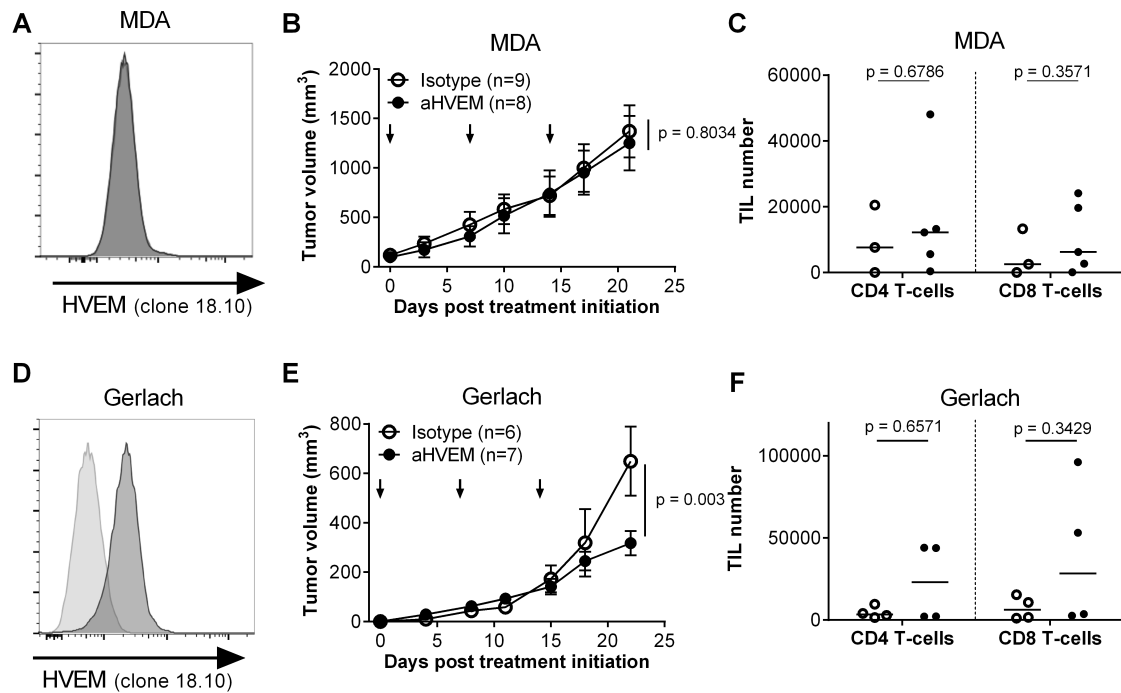 A
MDA
HVEM (clone 18.10)
B
MDA
Tumor volume (mm³)
2000
1500
1000
500
0
Isotype (n=9)
aHVEM (n=8)
p = 0.8034
0 5 10 15 20 25
Days post treatment initiation
C
MDA
TIL number
60000
40000
20000
0
p = 0.6786 p = 0.3571
CD4 T-cells CD8 T-cells
D
Gerlach
HVEM (clone 18.10)
E
Gerlach
Tumor volume (mm³)
800
600
400
200
0
Isotype (n=6)
aHVEM (n=7)
p = 0.003
0 5 10 15 20 25
Days post treatment initiation
F
Gerlach
TIL number
100000
50000
0
p = 0.6571 p = 0.3429
CD4 T-cells CD8 T-cells